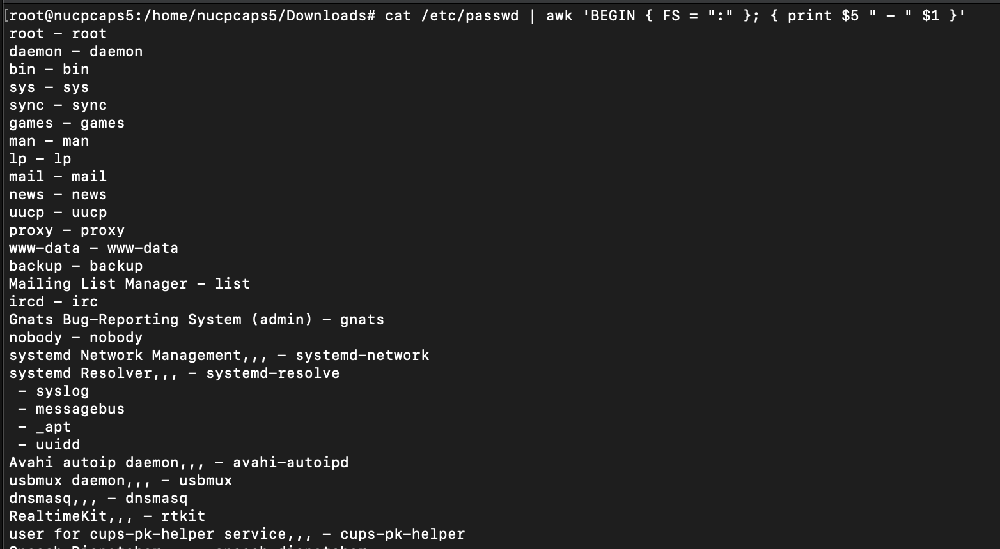 [root@nucpcaps5:/home/nucpcaps5/Downloads# cat /etc/passwd | awk 'BEGIN { FS = ":" }; { print $5 " - " $1 }'
root - root
daemon - daemon
bin - bin
sys - sys
sync - sync
games - games
man - man
lp - lp
mail - mail
news - news
uucp - uucp
proxy - proxy
www-data - www-data
backup - backup
Mailing List Manager - list
ircd - irc
Gnats Bug-Reporting System (admin) - gnats
nobody - nobody
systemd Network Management,,, - systemd-network
systemd Resolver,,, - systemd-resolve
 - syslog
 - messagebus
 - _apt
 - uuidd
Avahi autoip daemon,,, - avahi-autoipd
usbmux daemon,,, - usbmux
dnsmasq,,, - dnsmasq
RealtimeKit,,, - rtkit
user for cups-pk-helper service,,, - cups-pk-helper